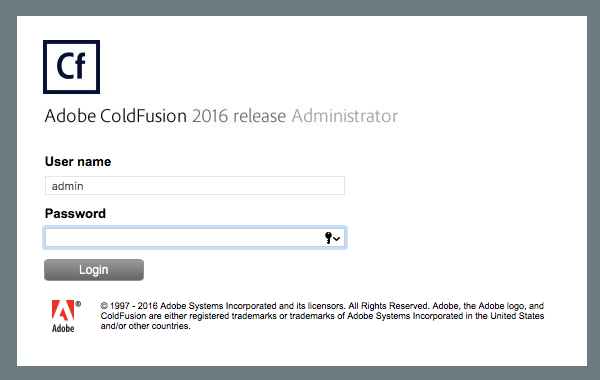 Cf
Adobe ColdFusion 2016 release Administrator
User name
admin
Password
Login
Adobe
® © 1997 - 2016 Adobe Systems Incorporated and its licensors. All Rights Reserved. Adobe, the Adobe logo, and
ColdFusion are either registered trademarks or trademarks of Adobe Systems Incorporated in the United States
and/or other countries.